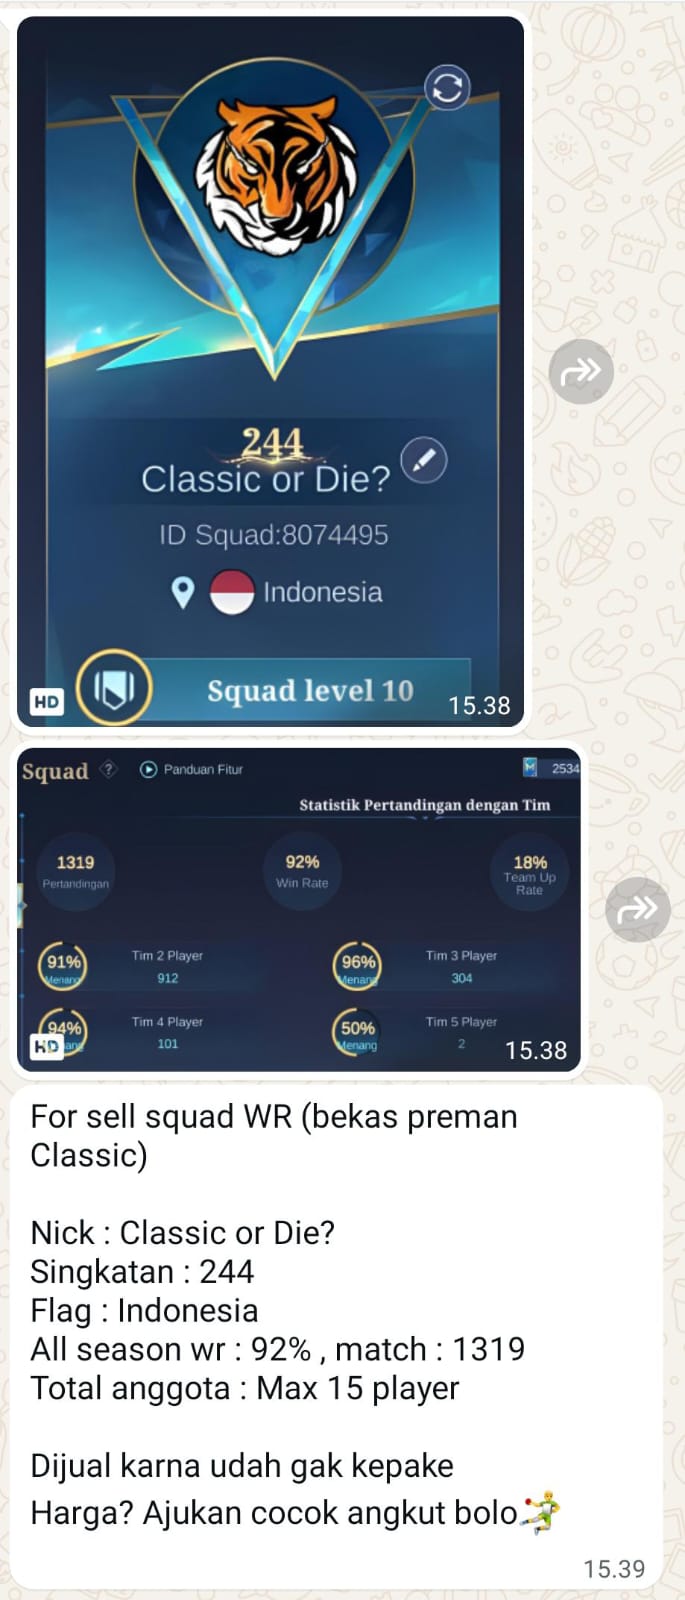 244
Classic or Die?
ID Squad:8074495
Indonesia
HD
Squad level 10
15.38
Squad ? Panduan Fitur
2534
Statistik Pertandingan dengan Tim
1319
Pertandingan
92%
Win Rate
18%
Team Up
Rate
91%
Menang
Tim 2 Player
912
96%
Menang
Tim 3 Player
304
94%
Tim 4 Player
101
50%
Menang
Tim 5 Player
2
HD
15.38
For sell squad WR (bekas preman
Classic)
Nick : Classic or Die?
Singkatan : 244
Flag : Indonesia
All season wr : 92% , match : 1319
Total anggota : Max 15 player
Dijual karna udah gak kepake
Harga? Ajukan cocok angkut bolo🤾
15.39